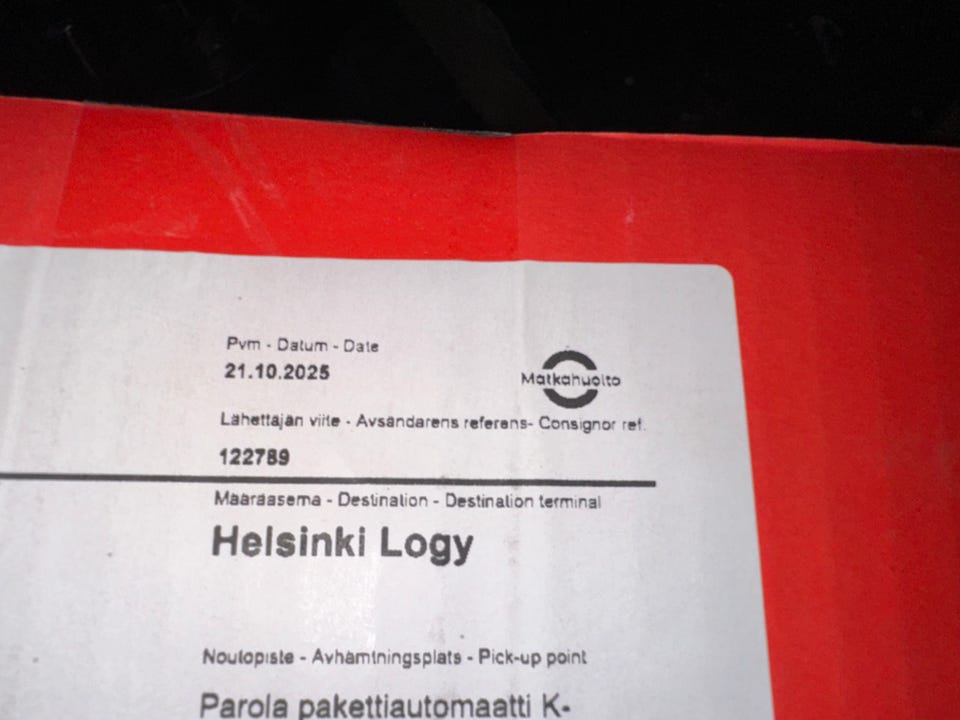 Pvm - Datum - Date
21.10.2025
Matkahuolto
Lähettäjän viite - Avsändarens referens- Consignor ref.
122789
Määräasema - Destination - Destination terminal
Helsinki Logy
Noutopiste - Avhämtningsplats - Pick-up point
Parola pakettiautomaatti K-